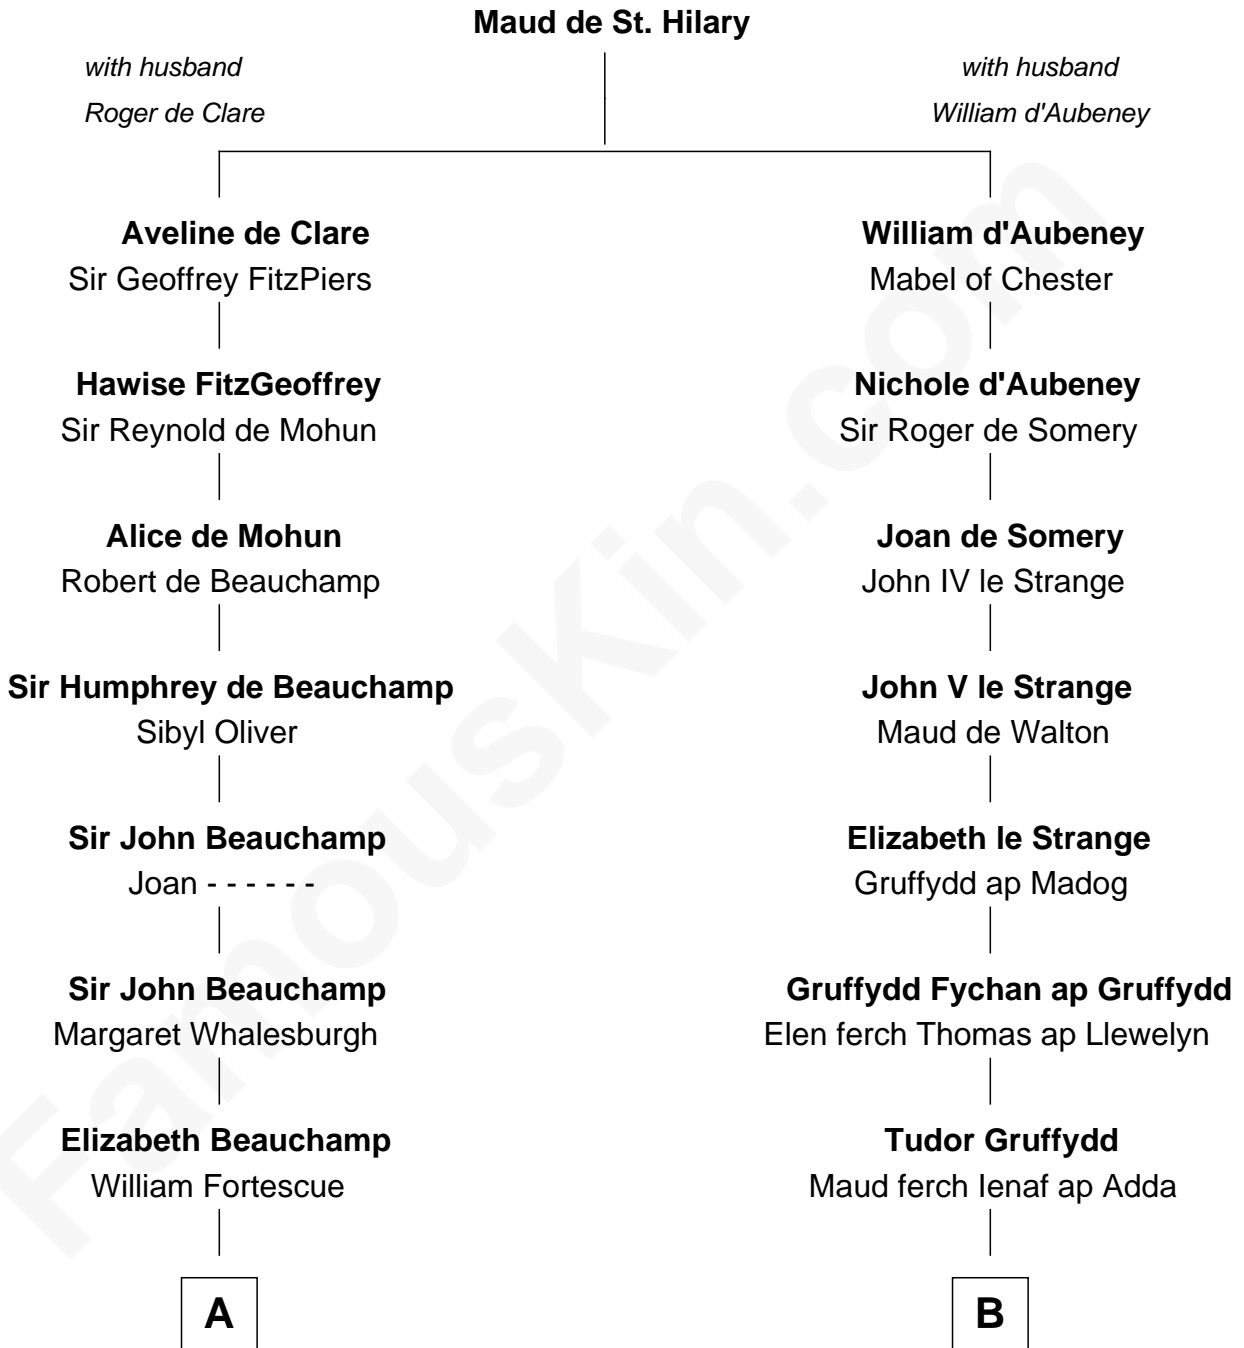 Maud de St. Hilary
with husband
Roger de Clare
with husband
William d'Aubeney
Aveline de Clare
Sir Geoffrey FitzPiers
William d'Aubeney
Mabel of Chester
Hawise FitzGeoffrey
Sir Reynold de Mohun
Nichole d'Aubeney
Sir Roger de Somery
Alice de Mohun
Robert de Beauchamp
Joan de Somery
John IV le Strange
Sir Humphrey de Beauchamp
Sibyl Oliver
John V le Strange
Maud de Walton
Sir John Beauchamp
Joan - - - - - -
Elizabeth le Strange
Gruffydd ap Madog
Sir John Beauchamp
Margaret Whalesburgh
Gruffydd Fychan ap Gruffydd
Elen ferch Thomas ap Llewelyn
Elizabeth Beauchamp
William Fortescue
Tudor Gruffydd
Maud ferch Ienaf ap Adda
A
B
FamousKin.com